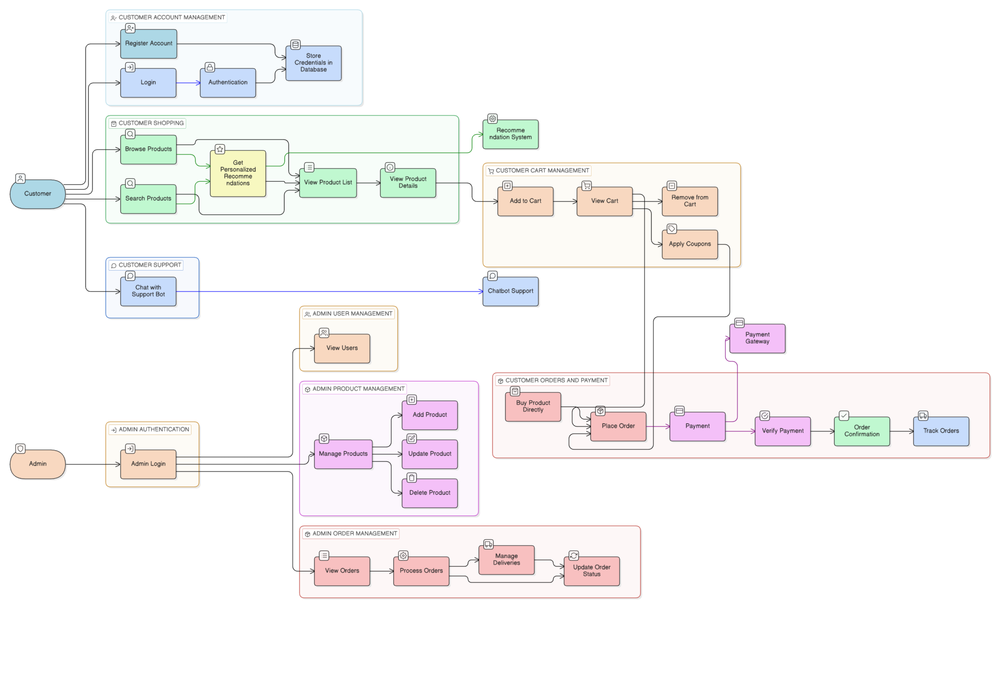 CUSTOMER ACCOUNT MANAGEMENT
Register Account
Store
Credentials in
Database
Login
Authentication
CUSTOMER SHOPPING
Browse Products
Get
Personalized
Recomme
ndations
Search Products
View Product List
View Product
Details
Recomme
ndation System
Customer
CUSTOMER CART MANAGEMENT
Add to Cart
View Cart
Remove from
Cart
Apply Coupons
CUSTOMER SUPPORT
Chat with
Support Bot
Chatbot Support
ADMIN USER MANAGEMENT
View Users
Payment
Gateway
CUSTOMER ORDERS AND PAYMENT
Buy Product
Directly
Place Order
Payment
Verify Payment
Order
Confirmation
Track Orders
ADMIN PRODUCT MANAGEMENT
Add Product
Manage Products
Update Product
Delete Product
ADMIN AUTHENTICATION
Admin
Admin Login
ADMIN ORDER MANAGEMENT
View Orders
Process Orders
Manage
Deliveries
Update Order
Status